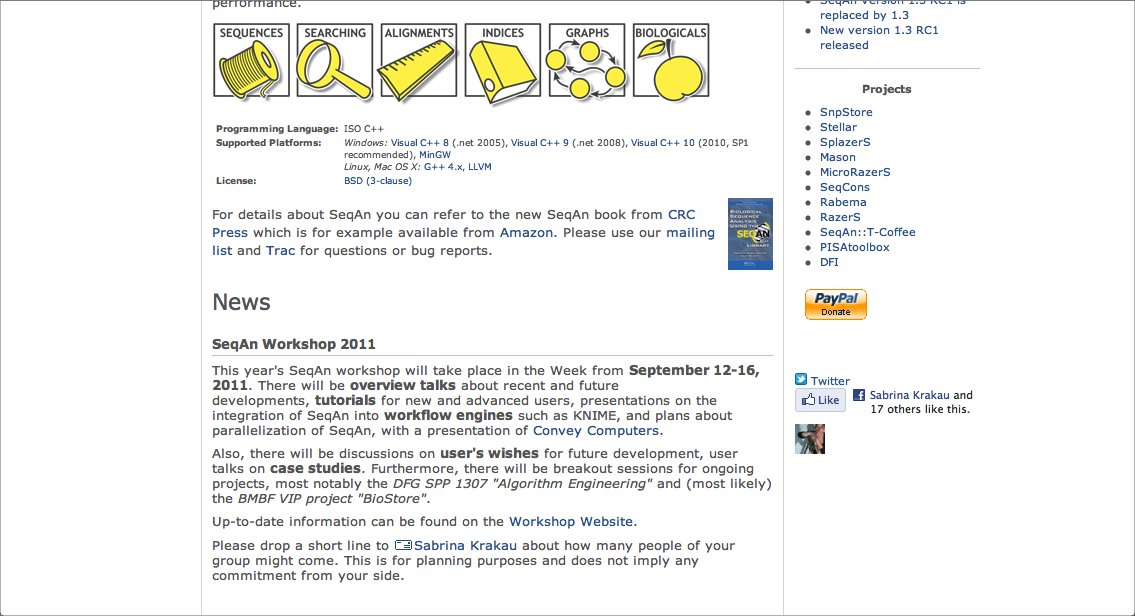 performance.
SEQUENCES
SEARCHING
ALIGNMENTS
INDICES
GRAPHS
BIOLOGICALS
Programming Language: ISO C++
Supported Platforms: Windows: Visual C++ 8 (.net 2005), Visual C++ 9 (.net 2008), Visual C++ 10 (2010, SP1
recommended), MinGW
Linux, Mac OS X: G++ 4.x, LLVM
License: BSD (3-clause)
For details about SeqAn you can refer to the new SeqAn book from CRC
Press which is for example available from Amazon. Please use our mailing
list and Trac for questions or bug reports.
BIOLOGICAL
SEQUENCE
ANALYSIS
USING THE
SEQAN
C++
LIBRARY
News
SeqAn Workshop 2011
This year's SeqAn workshop will take place in the Week from September 12-16,
2011. There will be overview talks about recent and future
developments, tutorials for new and advanced users, presentations on the
integration of SeqAn into workflow engines such as KNIME, and plans about
parallelization of SeqAn, with a presentation of Convey Computers.
Also, there will be discussions on user's wishes for future development, user
talks on case studies. Furthermore, there will be breakout sessions for ongoing
projects, most notably the DFG SPP 1307 "Algorithm Engineering" and (most likely)
the BMBF VIP project "BioStore".
Up-to-date information can be found on the Workshop Website.
Please drop a short line to Sabrina Krakau about how many people of your
group might come. This is for planning purposes and does not imply any
commitment from your side.
SeqAn Version 1.3 RC1 is
replaced by 1.3
New version 1.3 RC1
released
Projects
SnpStore
Stellar
SplazerS
Mason
MicroRazerS
SeqCons
Rabema
RazerS
SeqAn::T-Coffee
PISAtoolbox
DFI
PayPal
Donate
Twitter
Like
Sabrina Krakau and
17 others like this.